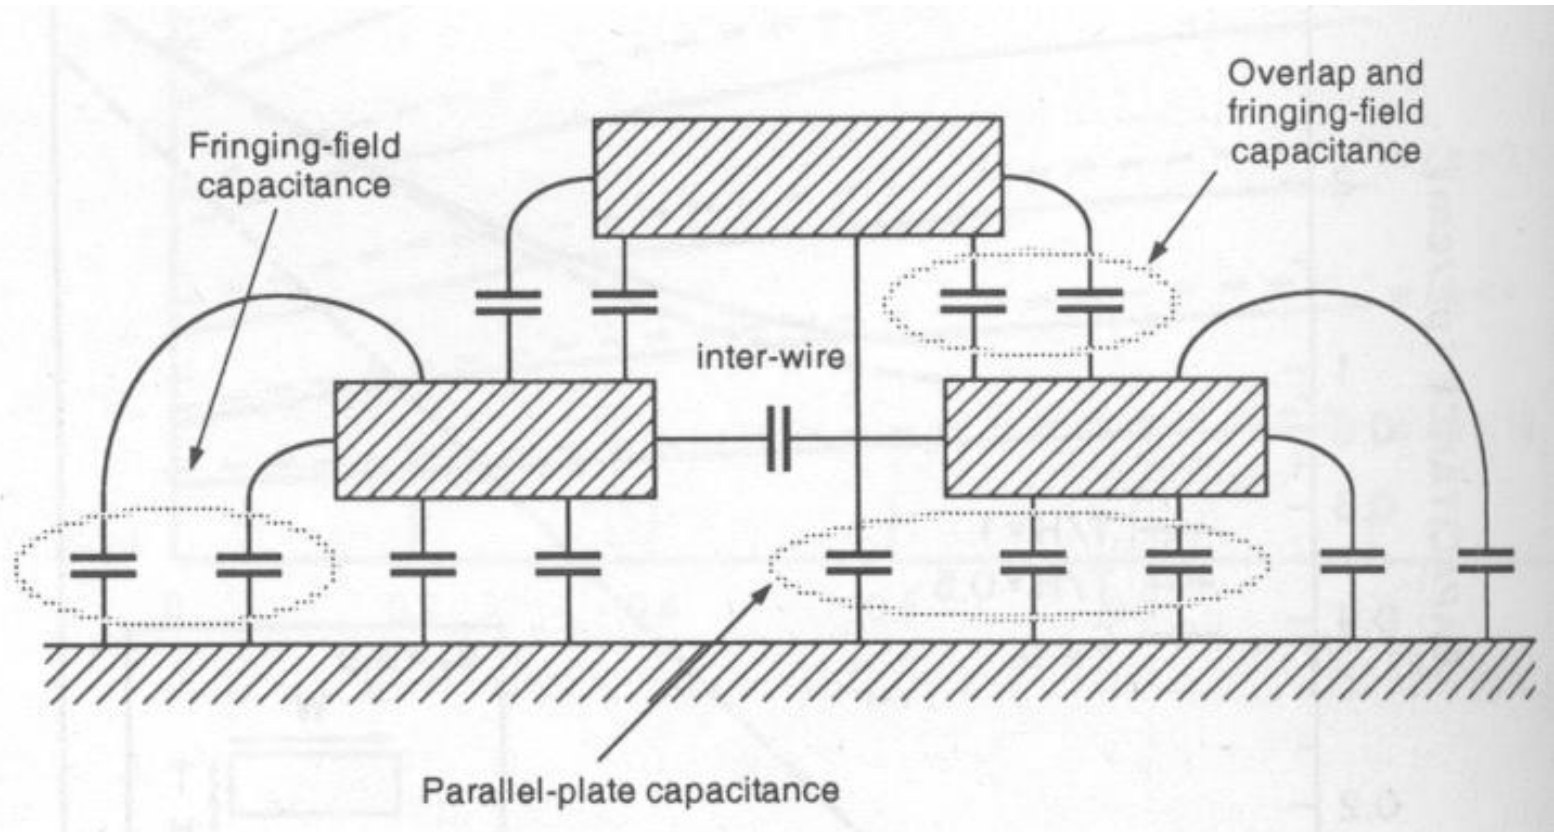 Overlap and
fringing-field
capacitance
Fringing-field
capacitance
inter-wire
Parallel-plate capacitance